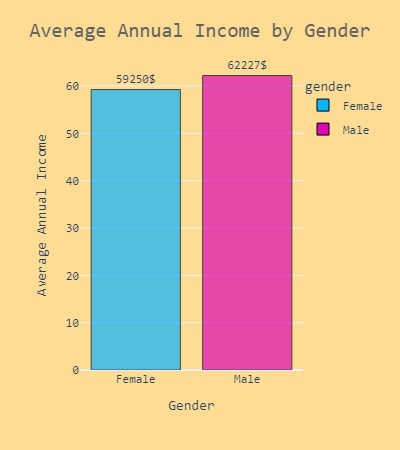 Average Annual Income by Gender
59250$
62227$
gender
Female
Male
60
50
40
30
20
10
0
Average Annual Income
Female
Male
Gender